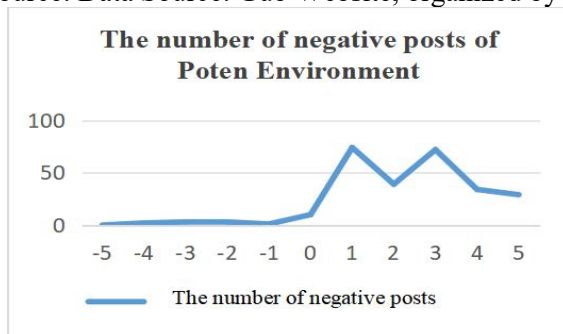 The number of negative posts of
Poten Environment
100
50
0
-5 -4 -3 -2 -1 0 1 2 3 4 5
The number of negative posts